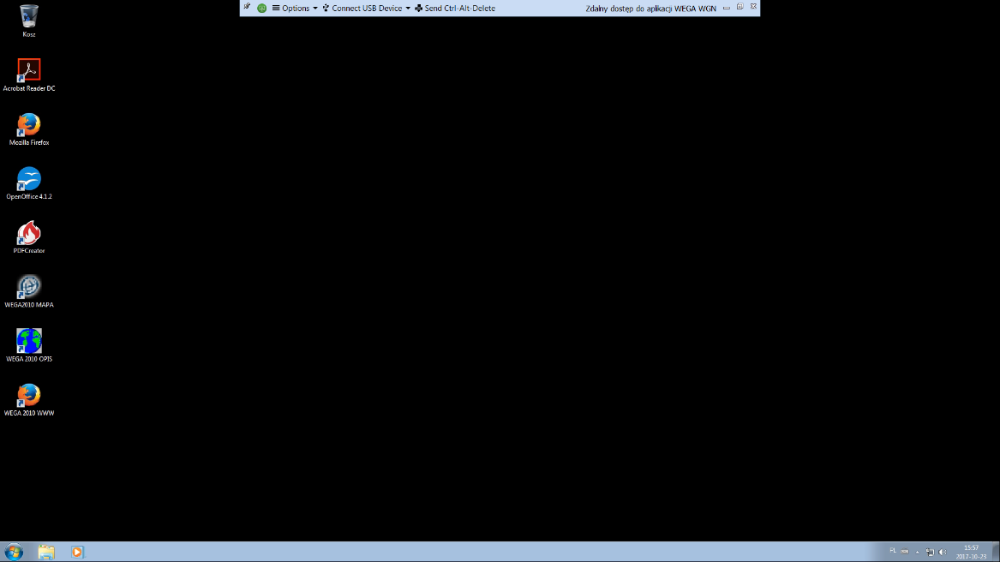 Options Connect USB Device Send Ctrl-Alt-Delete Zdalny dostęp do aplikacji WEGA WGN
Kosz
Acrobat Reader DC
Mozilla Firefox
OpenOffice 4.1.2
PDFCreator
WEGA2010 MAPA
WEGA 2010 OPIS
WEGA 2010 WWW
PL
15:57
2017-10-23